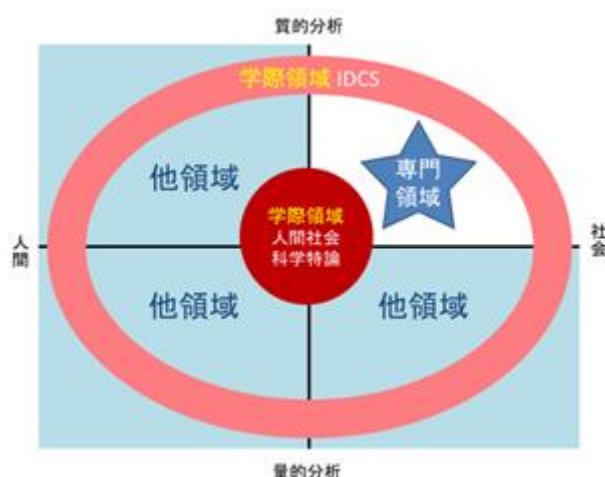 質的分析
学際領域 IDCS
他領域
専門
領域
学際領域
人間社会
科学特論
人間
社会
他領域
他領域
量的分析